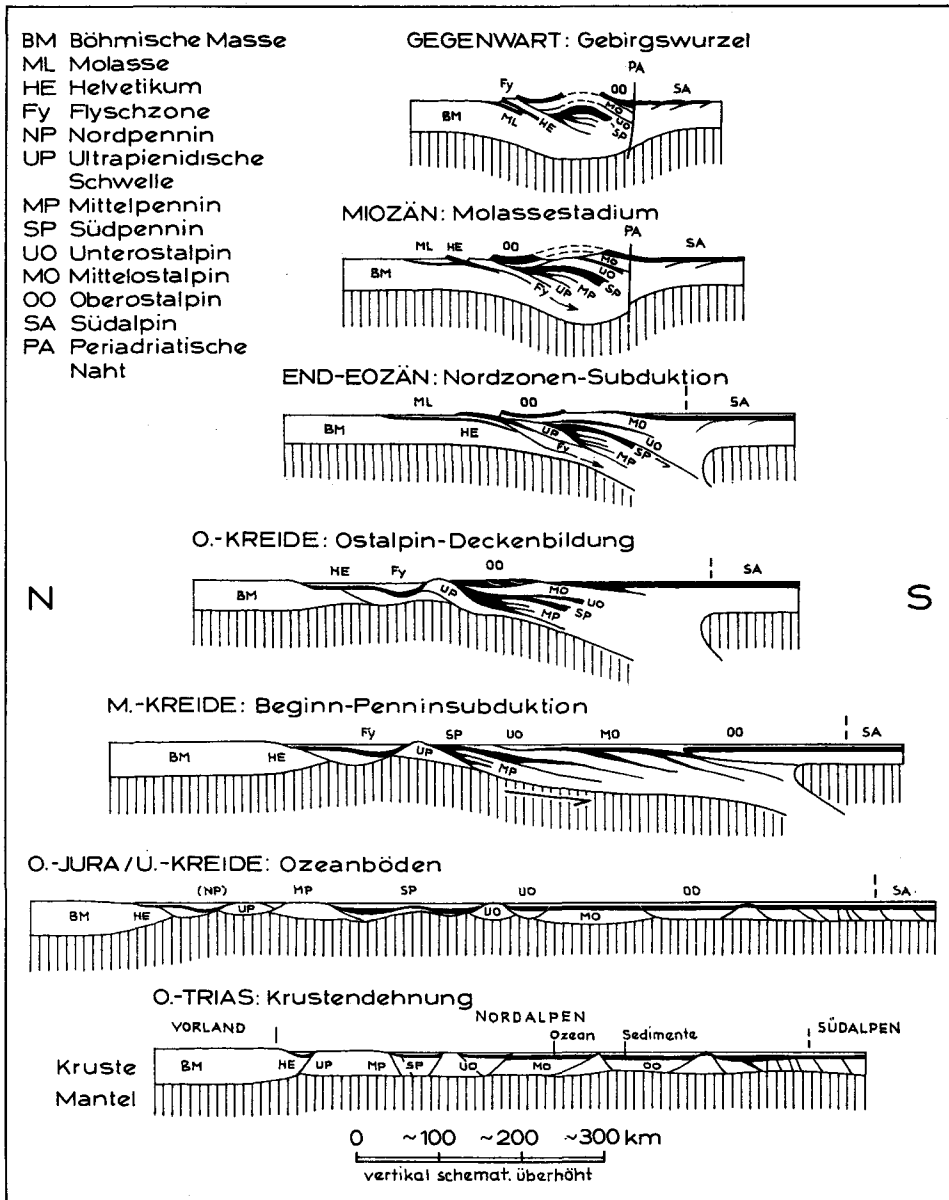 BM Böhmische Masse
ML Molasse
HE Helvetikum
Fy Flyschzone
NP Nordpennin
UP Ultrapienidische
Schwelle
MP Mittelpennin
SP Südpennin
UO Unterostalpin
MO Mittelostalpin
OO Oberostalpin
SA Südalpin
PA Periadriatische
Naht
GEGENWART: Gebirgswurzel
PA
Fy OO SA
BM ML HE MO UO SP
MIOZÄN: Molassestadium
PA
ML HE OO SA
MO UO SP
BM Fy UP MP
END-EOZÄN: Nordzonen-Subduktion
ML OO SA
BM HE UP MO UO
Fy MP SP
O.-KREIDE: Ostalpin-Deckenbildung
HE Fy OO SA
BM UP MO UO
MP SP
N S
M.-KREIDE: Beginn-Penninsubduktion
Fy SP UO MO OO SA
BM HE UP MP
O.-JURA/U.-KREIDE: Ozeanböden
(NP) MP SP UO OO SA
BM HE UP UO MO
O.-TRIAS: Krustendehnung
VORLAND NORDALPEN SÜDALPEN
Ozean Sedimente
Kruste BM HE UP MP SP UO MO OO
Mantel
0 ~100 ~200 ~300 km
vertikal schemat. überhöht